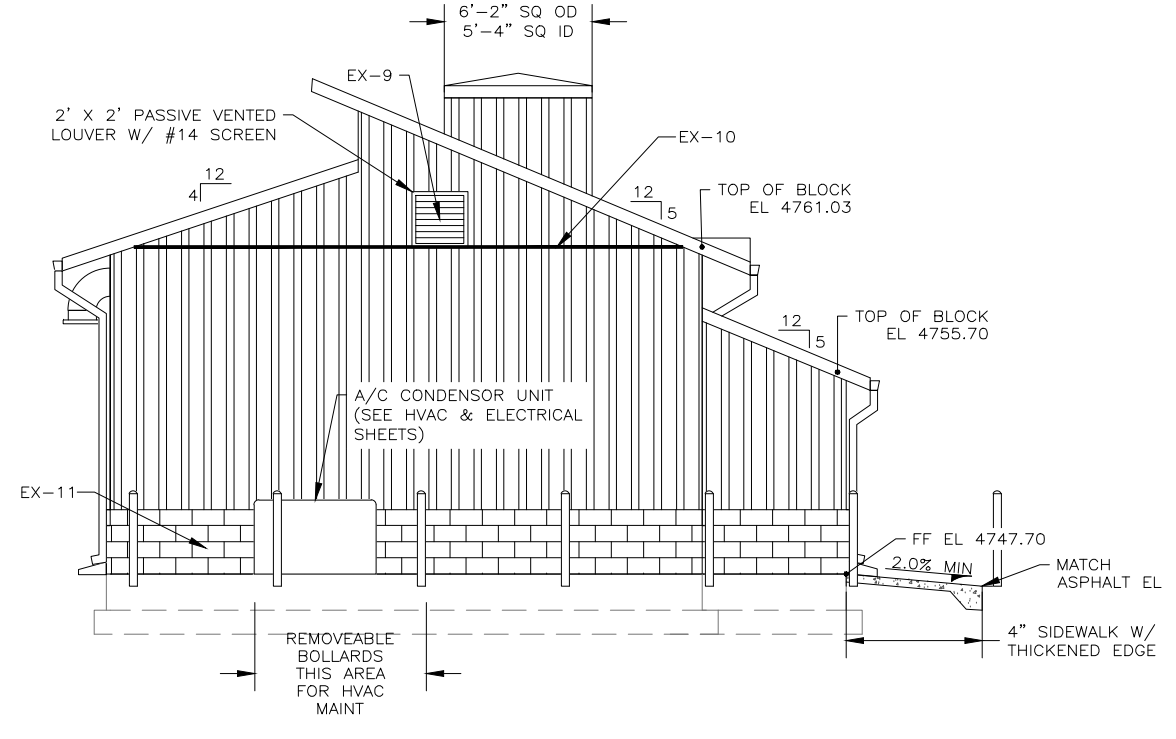 6'-2" SQ OD
5'-4" SQ ID
EX-9
2' X 2' PASSIVE VENTED
LOUVER W/ #14 SCREEN
EX-10
12
4
12
5
TOP OF BLOCK
EL 4761.03
12
5
TOP OF BLOCK
EL 4755.70
A/C CONDENSOR UNIT
(SEE HVAC & ELECTRICAL
SHEETS)
EX-11
FF EL 4747.70
2.0% MIN
MATCH
ASPHALT EL
4" SIDEWALK W/
THICKENED EDGE
REMOVEABLE
BOLLARDS
THIS AREA
FOR HVAC
MAINT